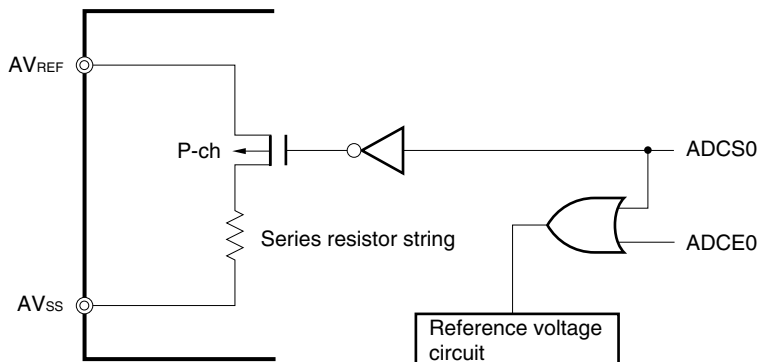 AVREF
P-ch
ADCS0
Series resistor string
ADCE0
AVSS
Reference voltage
circuit